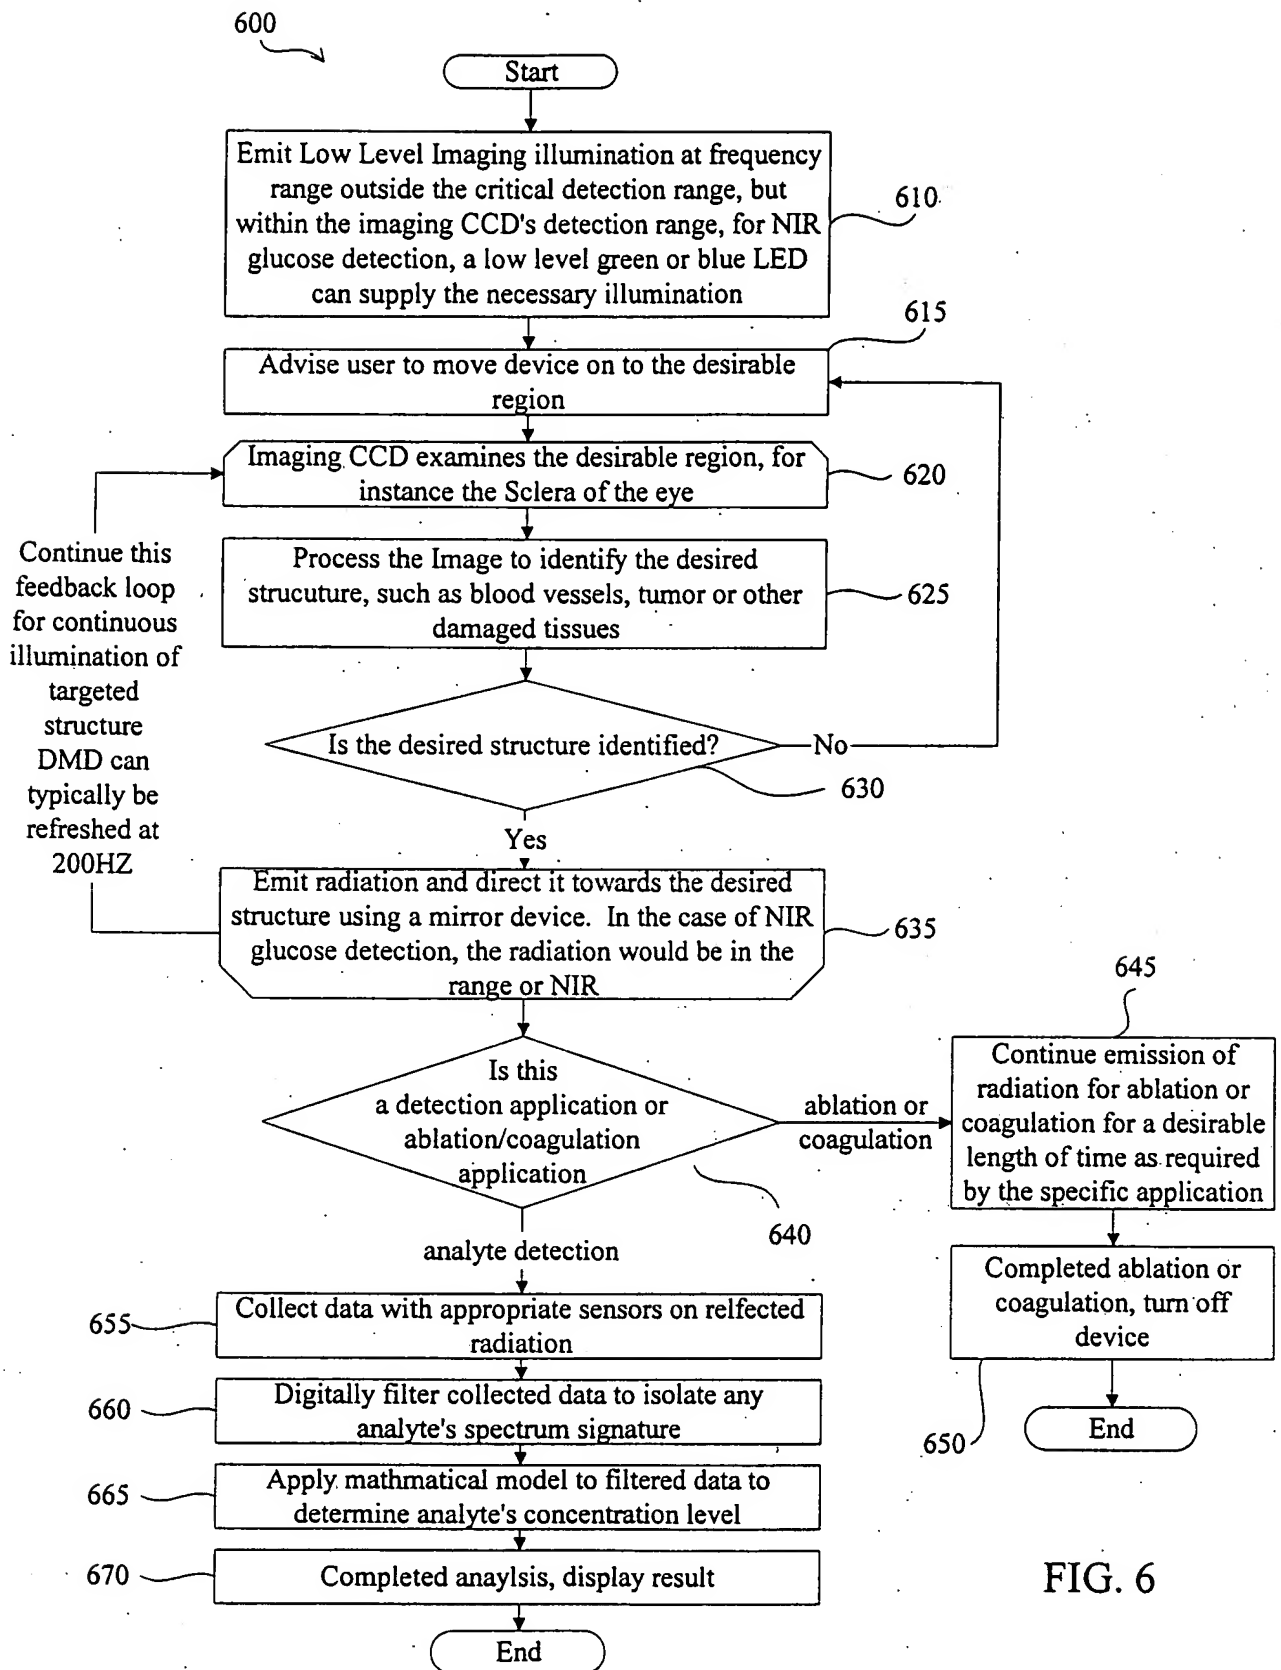 600
Start
Emit Low Level Imaging illumination at frequency
range outside the critical detection range, but
within the imaging CCD's detection range, for NIR
glucose detection, a low level green or blue LED
can supply the necessary illumination
610
615
Advise user to move device on to the desirable
region
Imaging CCD examines the desirable region, for
instance the Sclera of the eye
620
Process the Image to identify the desired
strucuture, such as blood vessels, tumor or other
damaged tissues
625
Continue this
feedback loop
for continuous
illumination of
targeted
structure
DMD can
typically be
refreshed at
200HZ
Is the desired structure identified?
No
630
Yes
Emit radiation and direct it towards the desired
structure using a mirror device. In the case of NIR
glucose detection, the radiation would be in the
range or NIR
635
Is this
a detection application or
ablation/coagulation
application
640
ablation or
coagulation
645
Continue emission of
radiation for ablation or
coagulation for a desirable
length of time as required
by the specific application
Completed ablation or
coagulation, turn off
device
650
End
analyte detection
655
Collect data with appropriate sensors on relfected
radiation
660
Digitally filter collected data to isolate any
analyte's spectrum signature
665
Apply mathmatical model to filtered data to
determine analyte's concentration level
670
Completed anaylsis, display result
End
FIG. 6